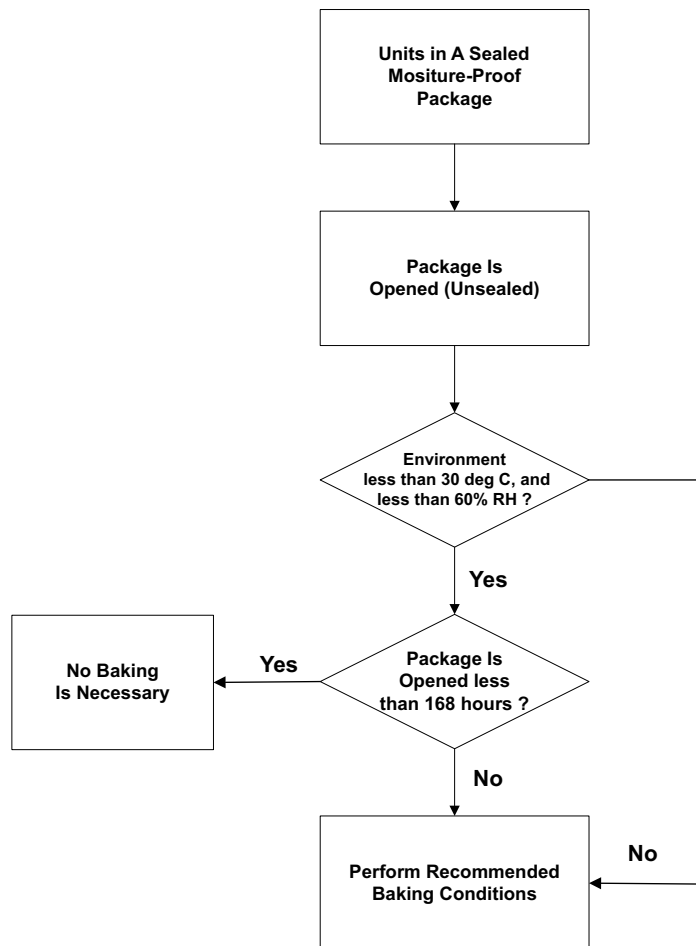 Units in A Sealed
Mositure-Proof
Package
Package Is
Opened (Unsealed)
Environment
less than 30 deg C, and
less than 60% RH ?
Yes
No Baking
Is Necessary
Yes
Package Is
Opened less
than 168 hours ?
No
Perform Recommended
Baking Conditions
No